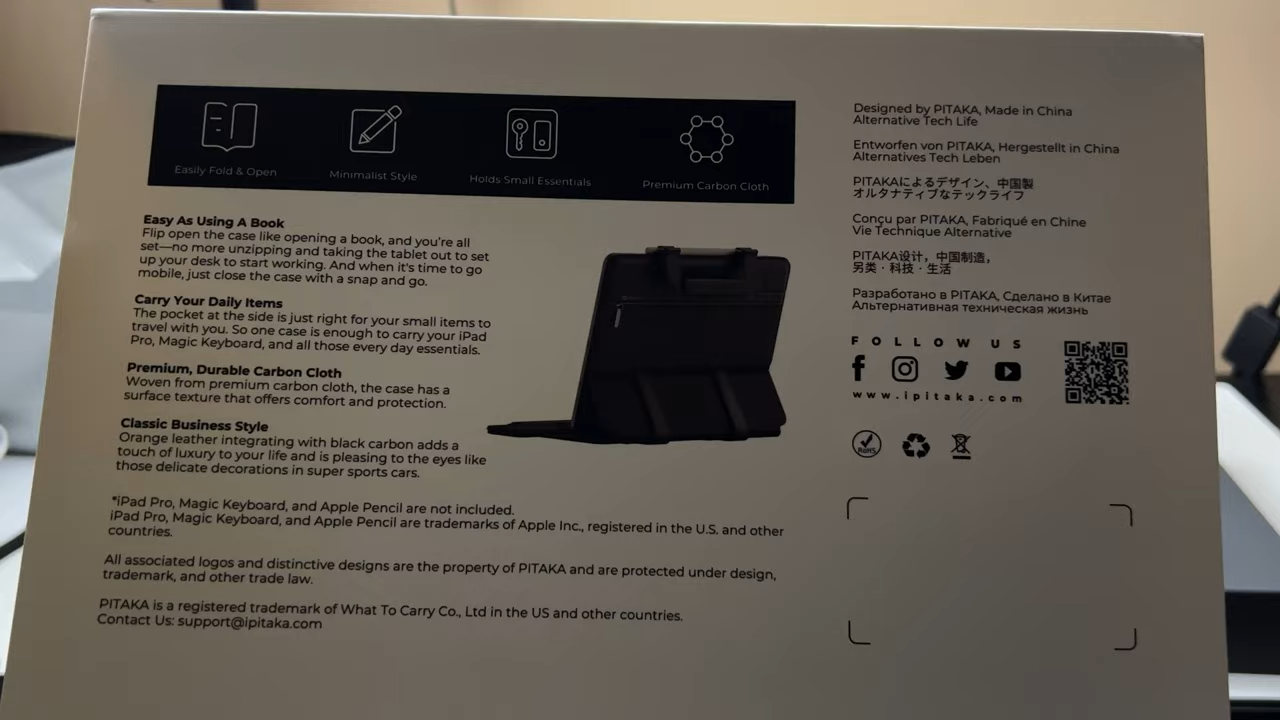 Easily Fold & Open
Minimalist Style
Holds Small Essentials
Premium Carbon Cloth
Easy As Using A Book
Flip open the case like opening a book, and you're all
set—no more unzipping and taking the tablet out to set
up your desk to start working. And when it's time to go
mobile, just close the case with a snap and go.
Carry Your Daily Items
The pocket at the side is just right for your small items to
travel with you. So one case is enough to carry your iPad
Pro, Magic Keyboard, and all those every day essentials.
Premium, Durable Carbon Cloth
Woven from premium carbon cloth, the case has a
surface texture that offers comfort and protection.
Classic Business Style
Orange leather integrating with black carbon adds a
touch of luxury to your life and is pleasing to the eyes like
those delicate decorations in super sports cars.
*iPad Pro, Magic Keyboard, and Apple Pencil are not included.
iPad Pro, Magic Keyboard, and Apple Pencil are trademarks of Apple Inc., registered in the U.S. and other
countries.
All associated logos and distinctive designs are the property of PITAKA and are protected under design,
trademark, and other trade law.
PITAKA is a registered trademark of What To Carry Co., Ltd in the US and other countries.
Contact Us: support@ipitaka.com
Designed by PITAKA, Made in China
Alternative Tech Life
Entworfen von PITAKA, Hergestellt in China
Alternatives Tech Leben
PITAKAによるデザイン、中国製
オルタナティブなテックライフ
Conçu par PITAKA, Fabriqué en Chine
Vie Technique Alternative
PITAKA设计，中国制造，
另类·科技·生活
Разработано в PITAKA, Сделано в Китае
Альтернативная техническая жизнь
FOLLOW US
www.ipitaka.com
RoHS